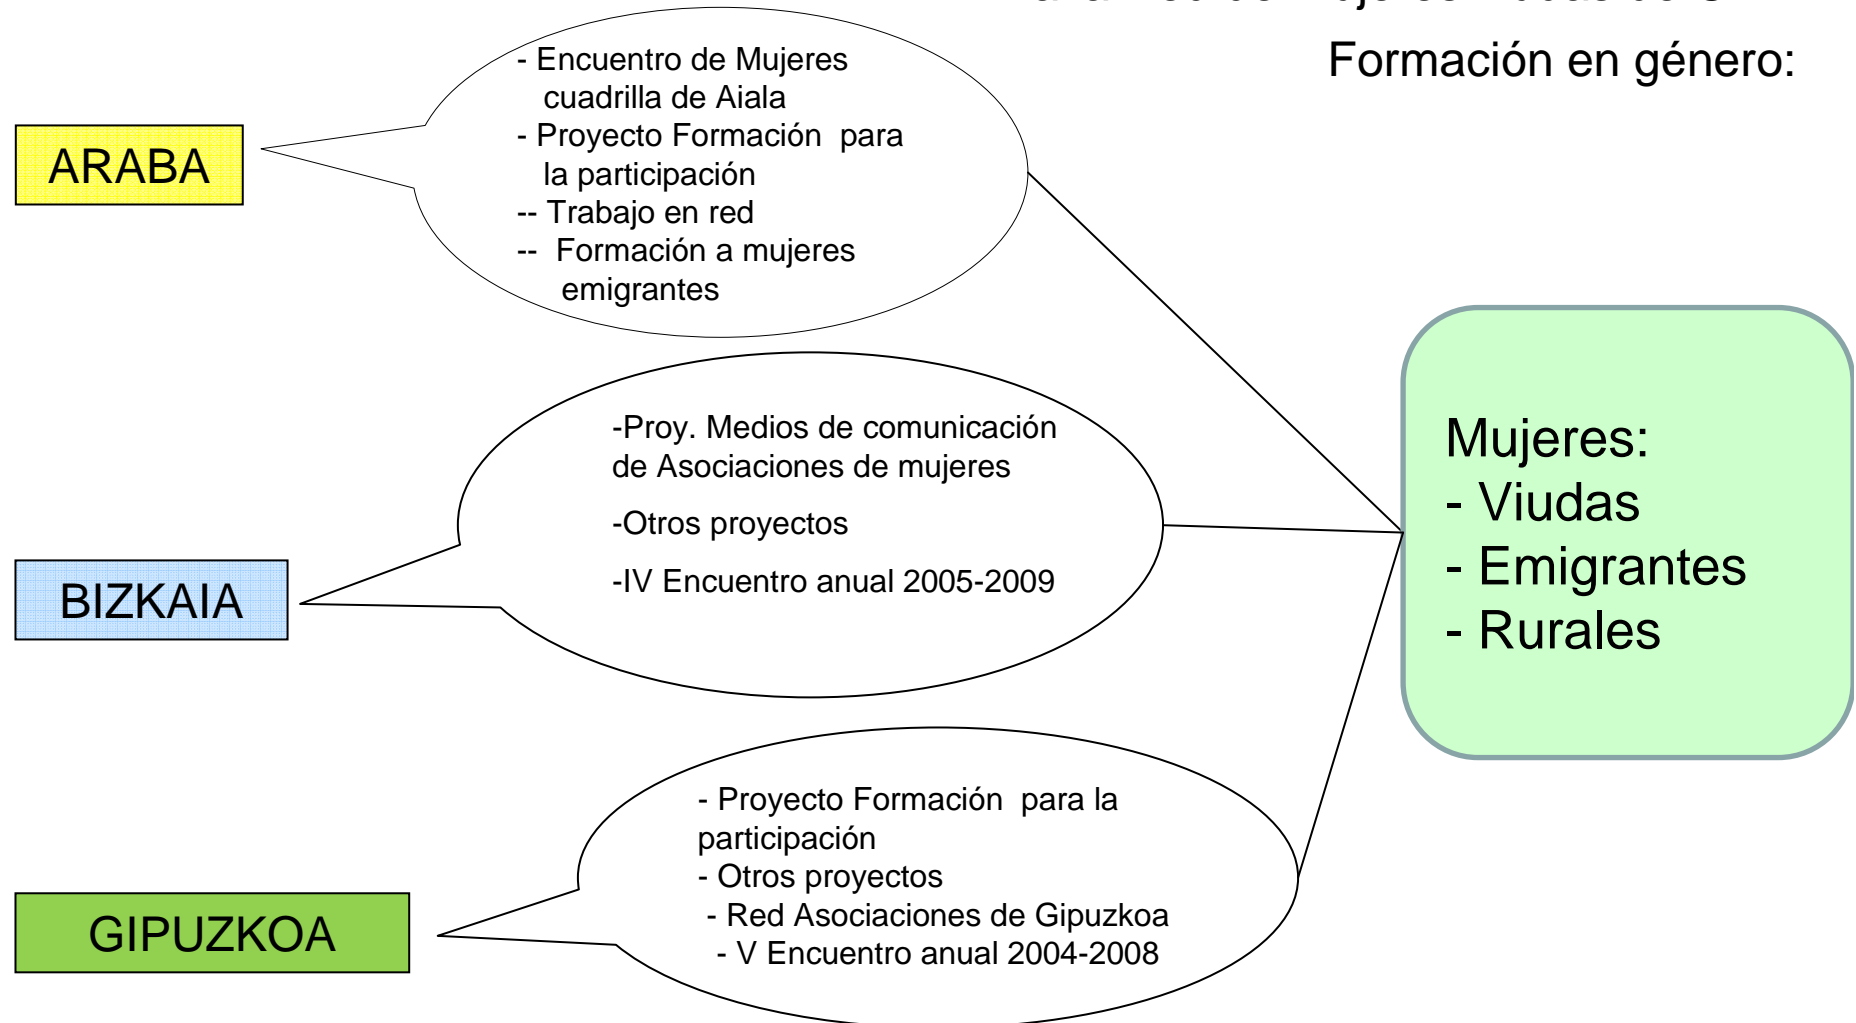 Formación en género:
ARABA
- Encuentro de Mujeres
cuadrilla de Aiala
- Proyecto Formación para
la participación
-- Trabajo en red
-- Formación a mujeres
emigrantes
BIZKAIA
-Proy. Medios de comunicación
de Asociaciones de mujeres
-Otros proyectos
-IV Encuentro anual 2005-2009
GIPUZKOA
- Proyecto Formación para la
participación
- Otros proyectos
- Red Asociaciones de Gipuzkoa
- V Encuentro anual 2004-2008
Mujeres:
- Viudas
- Emigrantes
- Rurales